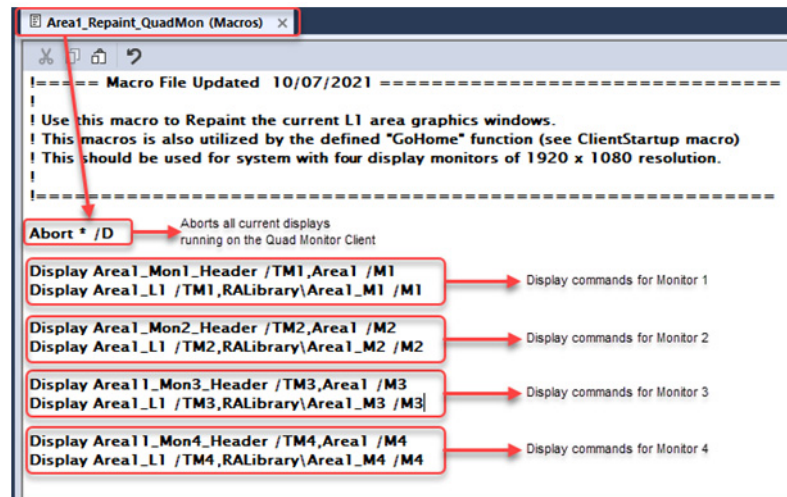 Area1_Repaint_QuadMon (Macros) ×
!===== Macro File Updated 10/07/2021 ===============================
!
! Use this macro to Repaint the current L1 area graphics windows.
! This macros is also utilized by the defined "GoHome" function (see ClientStartup macro)
! This should be used for system with four display monitors of 1920 x 1080 resolution.
!
!=========================================================
Abort * /D
Aborts all current displays
running on the Quad Monitor Client
Display Area1_Mon1_Header /TM1,Area1 /M1
Display Area1_L1 /TM1,RALibrary\Area1_M1 /M1
Display commands for Monitor 1
Display Area1_Mon2_Header /TM2,Area1 /M2
Display Area1_L1 /TM2,RALibrary\Area1_M2 /M2
Display commands for Monitor 2
Display Area11_Mon3_Header /TM3,Area1 /M3
Display Area1_L1 /TM3,RALibrary\Area1_M3 /M3
Display commands for Monitor 3
Display Area11_Mon4_Header /TM4,Area1 /M4
Display Area1_L1 /TM4,RALibrary\Area1_M4 /M4
Display commands for Monitor 4